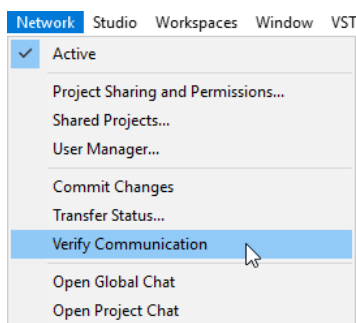 Network Studio Workspaces Window VST
Active
Project Sharing and Permissions...
Shared Projects...
User Manager...
Commit Changes
Transfer Status...
Verify Communication
Open Global Chat
Open Project Chat